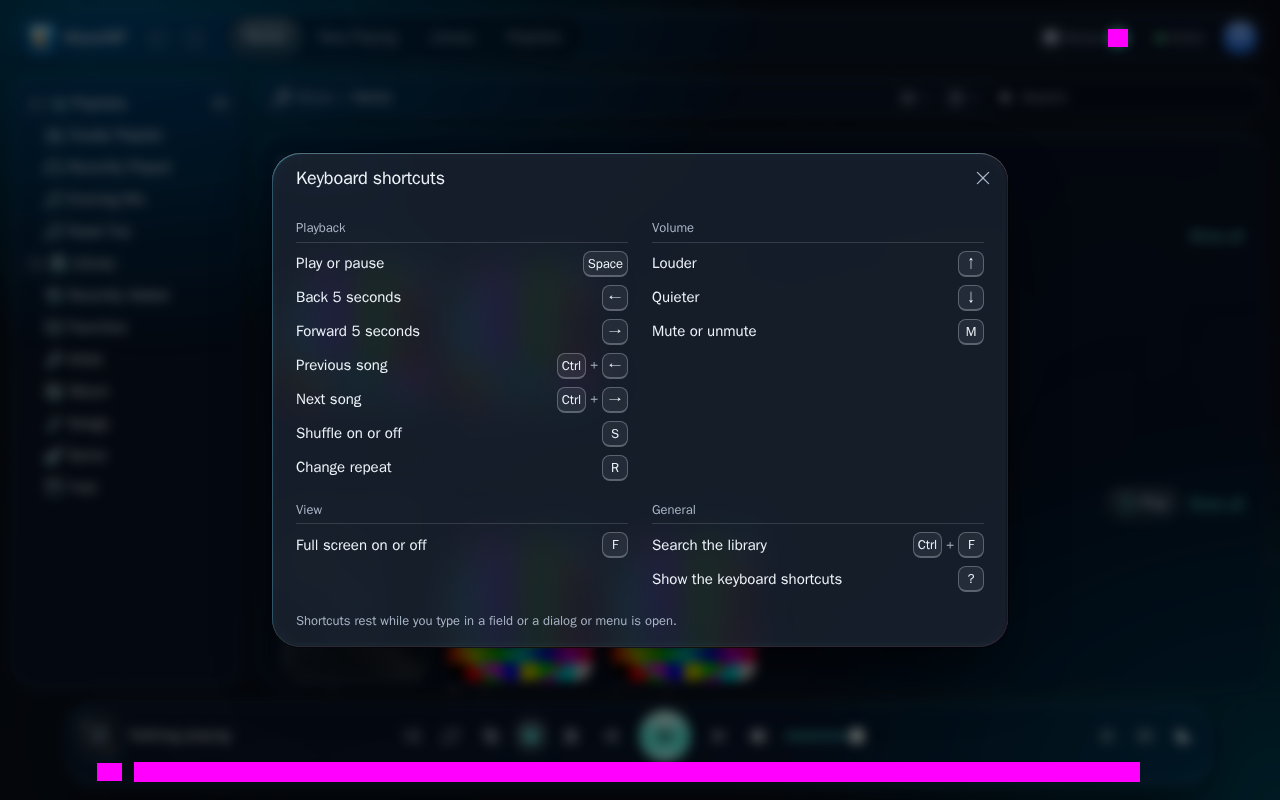 Keyboard shortcuts
Playback
Play or pause Space
Back 5 seconds ←
Forward 5 seconds →
Previous song Ctrl + ←
Next song Ctrl + →
Shuffle on or off S
Change repeat R
Volume
Louder ↑
Quieter ↓
Mute or unmute M
View
Full screen on or off F
General
Search the library Ctrl + F
Show the keyboard shortcuts ?
Shortcuts rest while you type in a field or a dialog or menu is open.